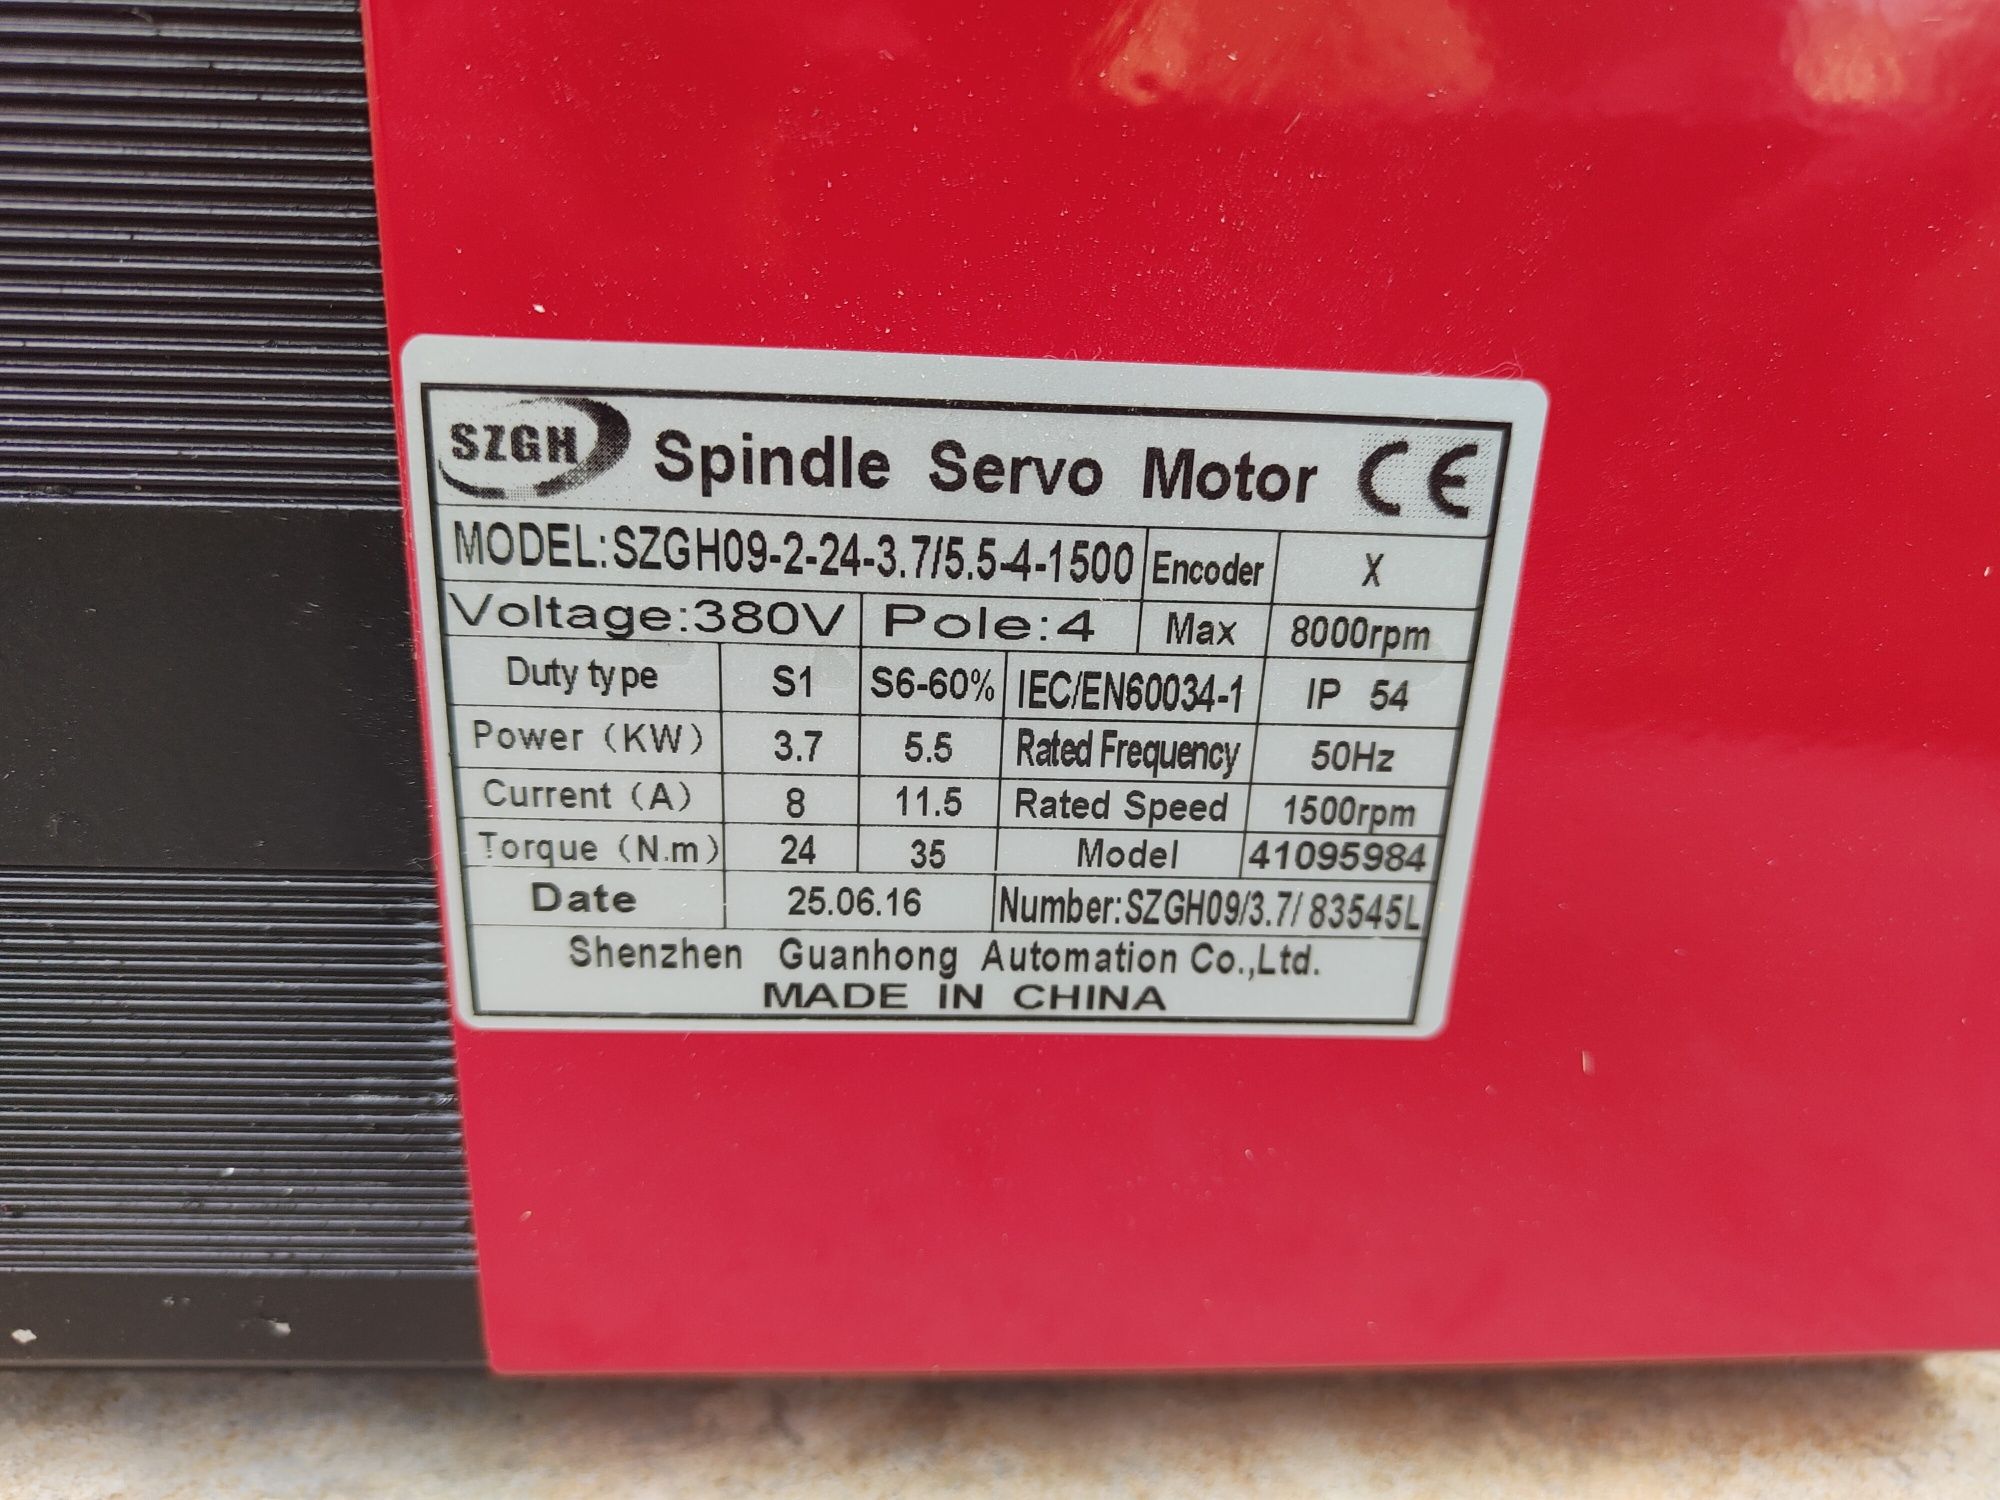 SZGH Spindle Servo Motor CE
MODEL:SZGH09-2-24-3.7/5.5-4-1500 Encoder X
Voltage:380V Pole:4 Max 8000rpm
Duty type S1 S6-60% IEC/EN60034-1 IP 54
Power (KW) 3.7 5.5 Rated Frequency 50Hz
Current (A) 8 11.5 Rated Speed 1500rpm
Torque (N.m) 24 35 Model 41095984
Date 25.06.16 Number:SZGH09/3.7/ 83545L
Shenzhen Guanhong Automation Co.,Ltd.
MADE IN CHINA